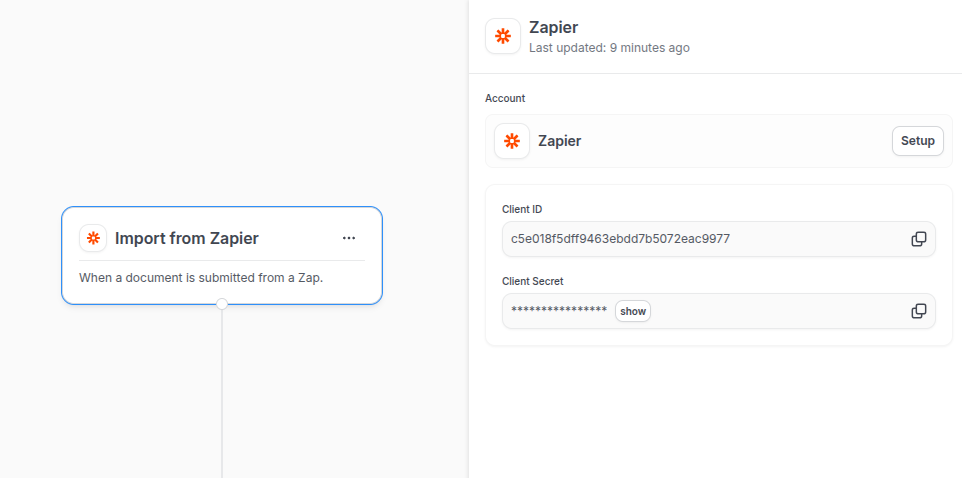 Import from Zapier
When a document is submitted from a Zap.
Zapier
Last updated: 9 minutes ago
Account
Zapier
Setup
Client ID
c5e018f5dff9463ebdd7b5072eac9977
Client Secret
**************** show